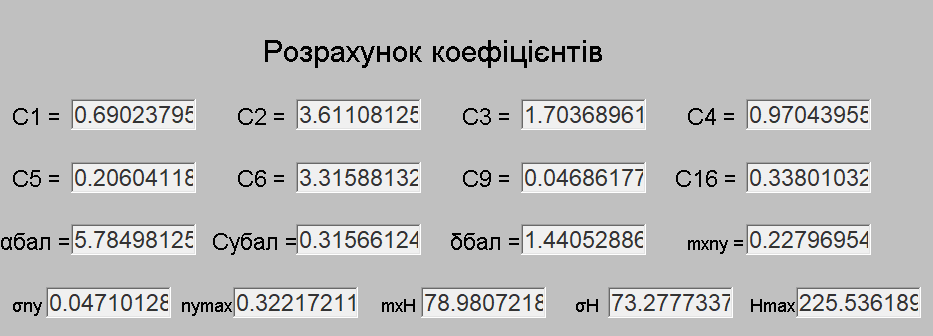 Розрахунок коефіцієнтів
C1 = 0.69023795 C2 = 3.61108125 C3 = 1.70368961 C4 = 0.97043955
C5 = 0.20604118 C6 = 3.31588132 C9 = 0.04686177 C16 = 0.33801032
αбал = 5.78498125 Сyбал = 0.31566124 δбал = 1.44052886 mxny = 0.22796954
σny 0.04710128 nymax 0.32217211 mxH 78.9807218 σH 73.2777337 Hmax 225.536189